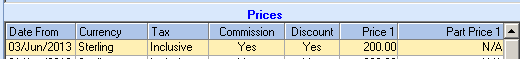 Prices
Date From Currency Tax Commission Discount Price 1 Part Price 1
03/Jun/2013 Sterling Inclusive Yes Yes 200.00 N/A